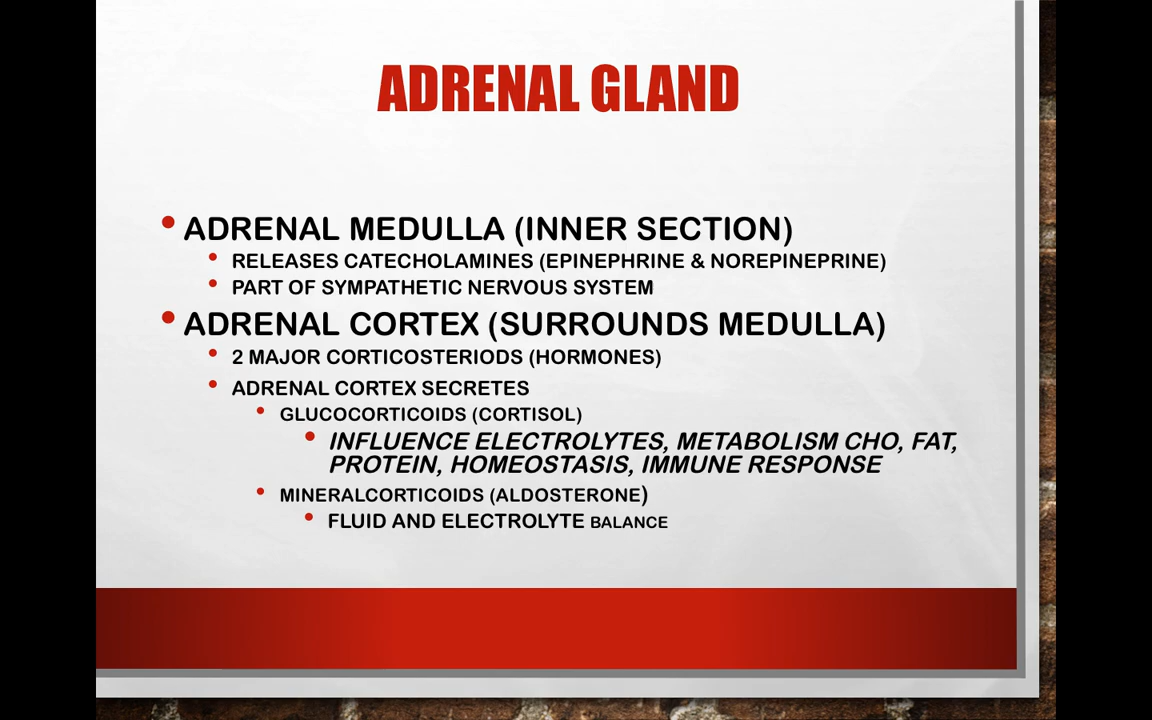 ADRENAL GLAND
• ADRENAL MEDULLA (INNER SECTION)
• RELEASES CATECHOLAMINES (EPINEPHRINE & NOREPINEPRINE)
• PART OF SYMPATHETIC NERVOUS SYSTEM
• ADRENAL CORTEX (SURROUNDS MEDULLA)
• 2 MAJOR CORTICOSTERIODS (HORMONES)
• ADRENAL CORTEX SECRETES
• GLUCOCORTICOIDS (CORTISOL)
• INFLUENCE ELECTROLYTES, METABOLISM CHO, FAT,
PROTEIN, HOMEOSTASIS, IMMUNE RESPONSE
• MINERALCORTICOIDS (ALDOSTERONE)
• FLUID AND ELECTROLYTE BALANCE